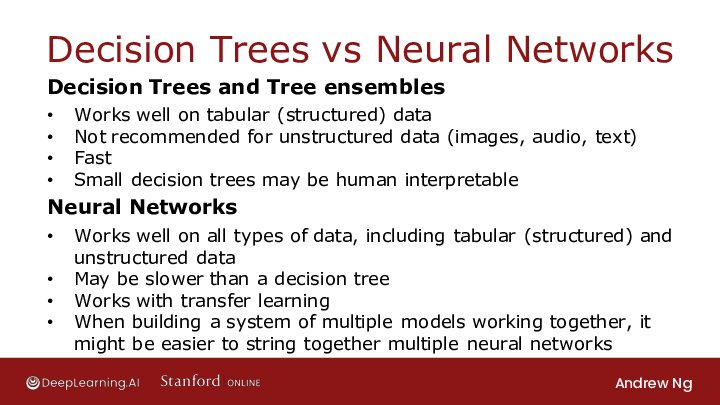 Decision Trees vs Neural Networks
Decision Trees and Tree ensembles
• Works well on tabular (structured) data
• Not recommended for unstructured data (images, audio, text)
• Fast
• Small decision trees may be human interpretable
Neural Networks
• Works well on all types of data, including tabular (structured) and
unstructured data
• May be slower than a decision tree
• Works with transfer learning
• When building a system of multiple models working together, it
might be easier to string together multiple neural networks
DeepLearning.AI Stanford ONLINE Andrew Ng